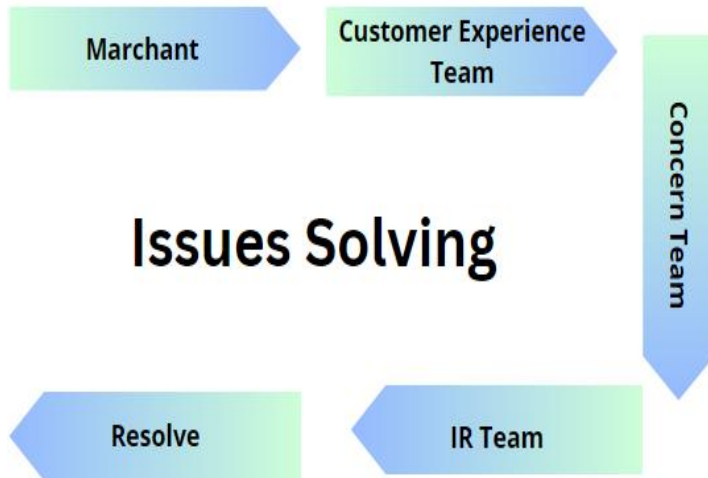 Marchant
Customer Experience
Team
Concern Team
Issues Solving
Resolve
IR Team